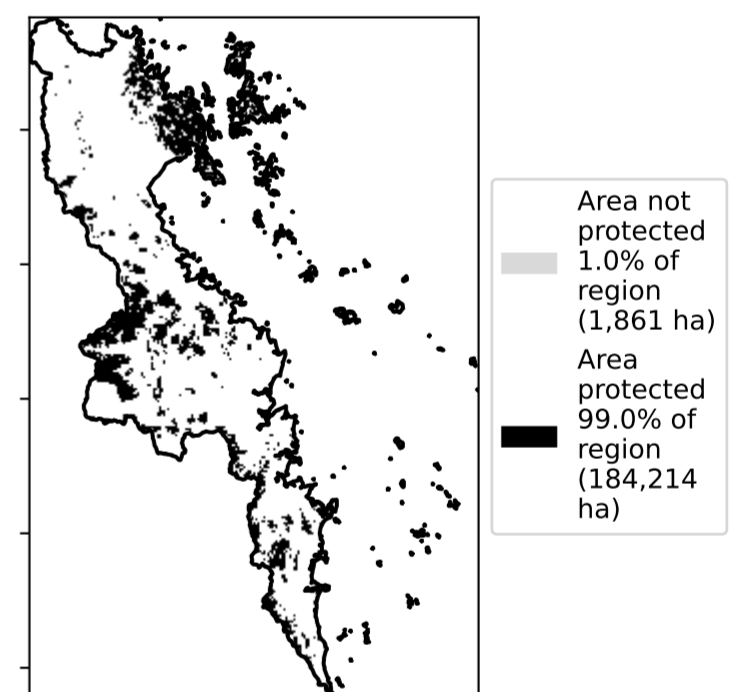 Area not
protected
1.0% of
region
(1,861 ha)
Area
protected
99.0% of
region
(184,214
ha)